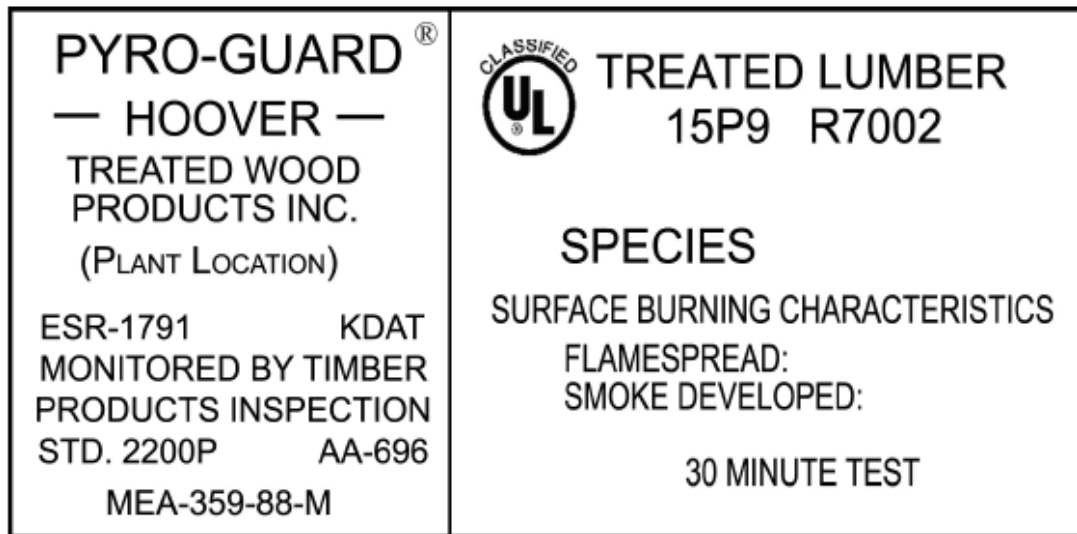 PYRO-GUARD ®
— HOOVER —
TREATED WOOD
PRODUCTS INC.
(PLANT LOCATION)
ESR-1791 KDAT
MONITORED BY TIMBER
PRODUCTS INSPECTION
STD. 2200P AA-696
MEA-359-88-M
CLASSIFIED
UL ®
TREATED LUMBER
15P9 R7002
SPECIES
SURFACE BURNING CHARACTERISTICS
FLAMESPREAD:
SMOKE DEVELOPED:
30 MINUTE TEST